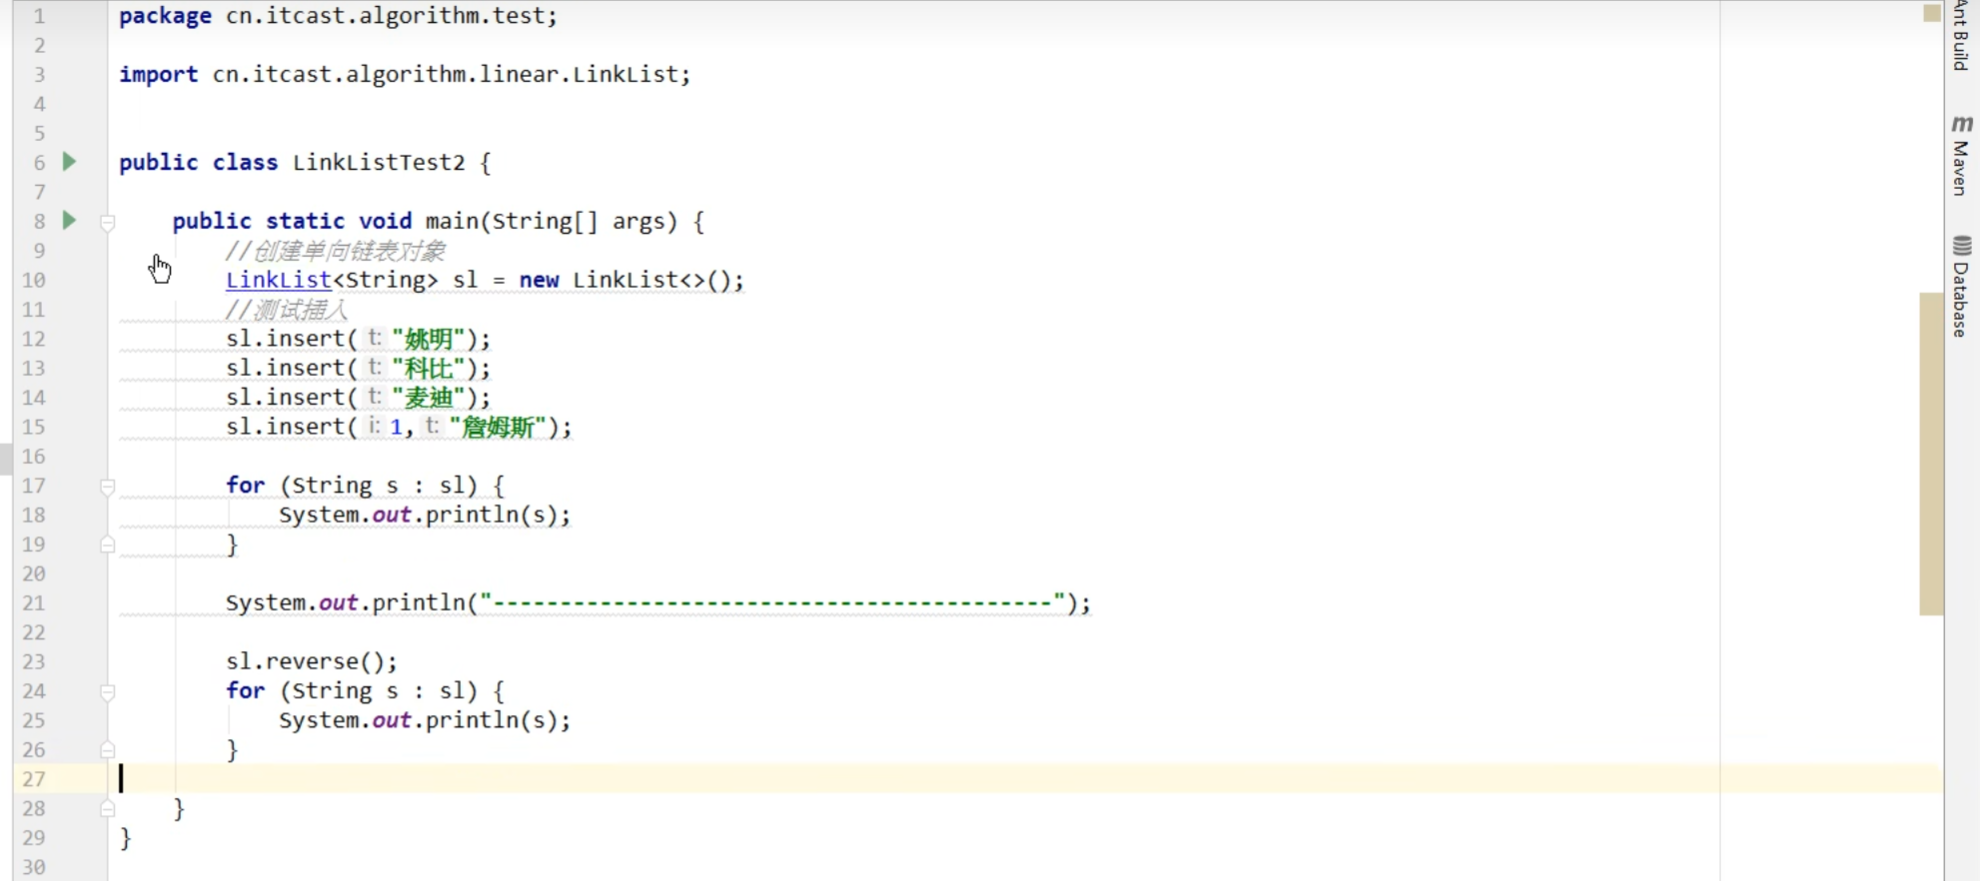 1 package cn.itcast.algorithm.test;
2
3 import cn.itcast.algorithm.linear.LinkList;
4
5
6 public class LinkListTest2 {
7
8 public static void main(String[] args) {
9 //创建单向链表对象
10 LinkList<String> sl = new LinkList<>();
11 //测试插入
12 sl.insert( t: "姚明");
13 sl.insert( t: "科比");
14 sl.insert( t: "麦迪");
15 sl.insert( i: 1, t: "詹姆斯");
16
17 for (String s : sl) {
18 System.out.println(s);
19 }
20
21 System.out.println("------------------------------------------");
22
23 sl.reverse();
24 for (String s : sl) {
25 System.out.println(s);
26 }
27
28 }
29 }
30
Ant Build
m Maven
Database